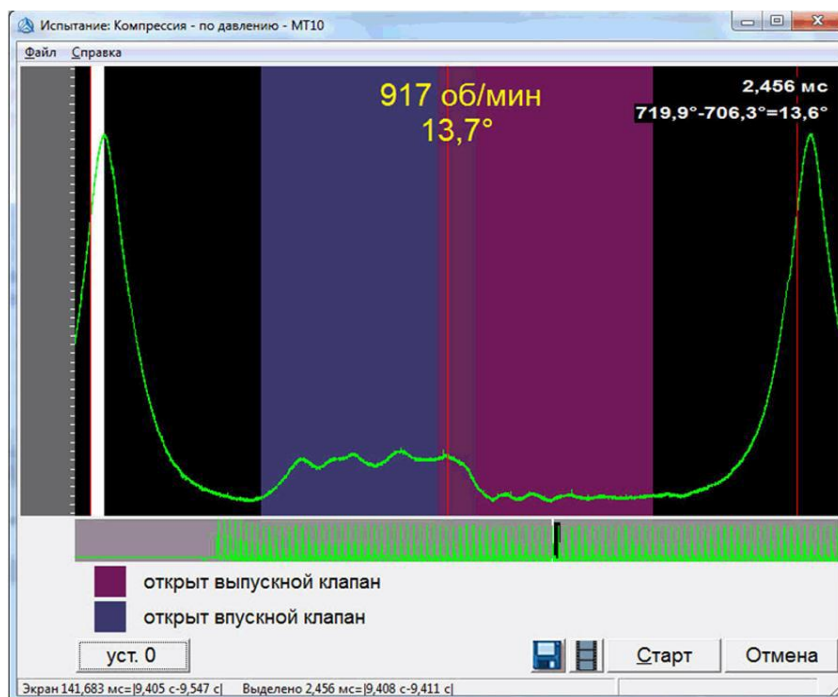 Испытание: Компрессия - по давлению - МТ10
Файл Справка
917 об/мин
13,7°
2,456 мс
719,9°-706,3°=13,6°
открыт выпускной клапан
открыт впускной клапан
уст. 0
Старт
Отмена
Экран 141,683 мс=|9,405 с-9,547 с| Выделено 2,456 мс=|9,408 с-9,411 с|